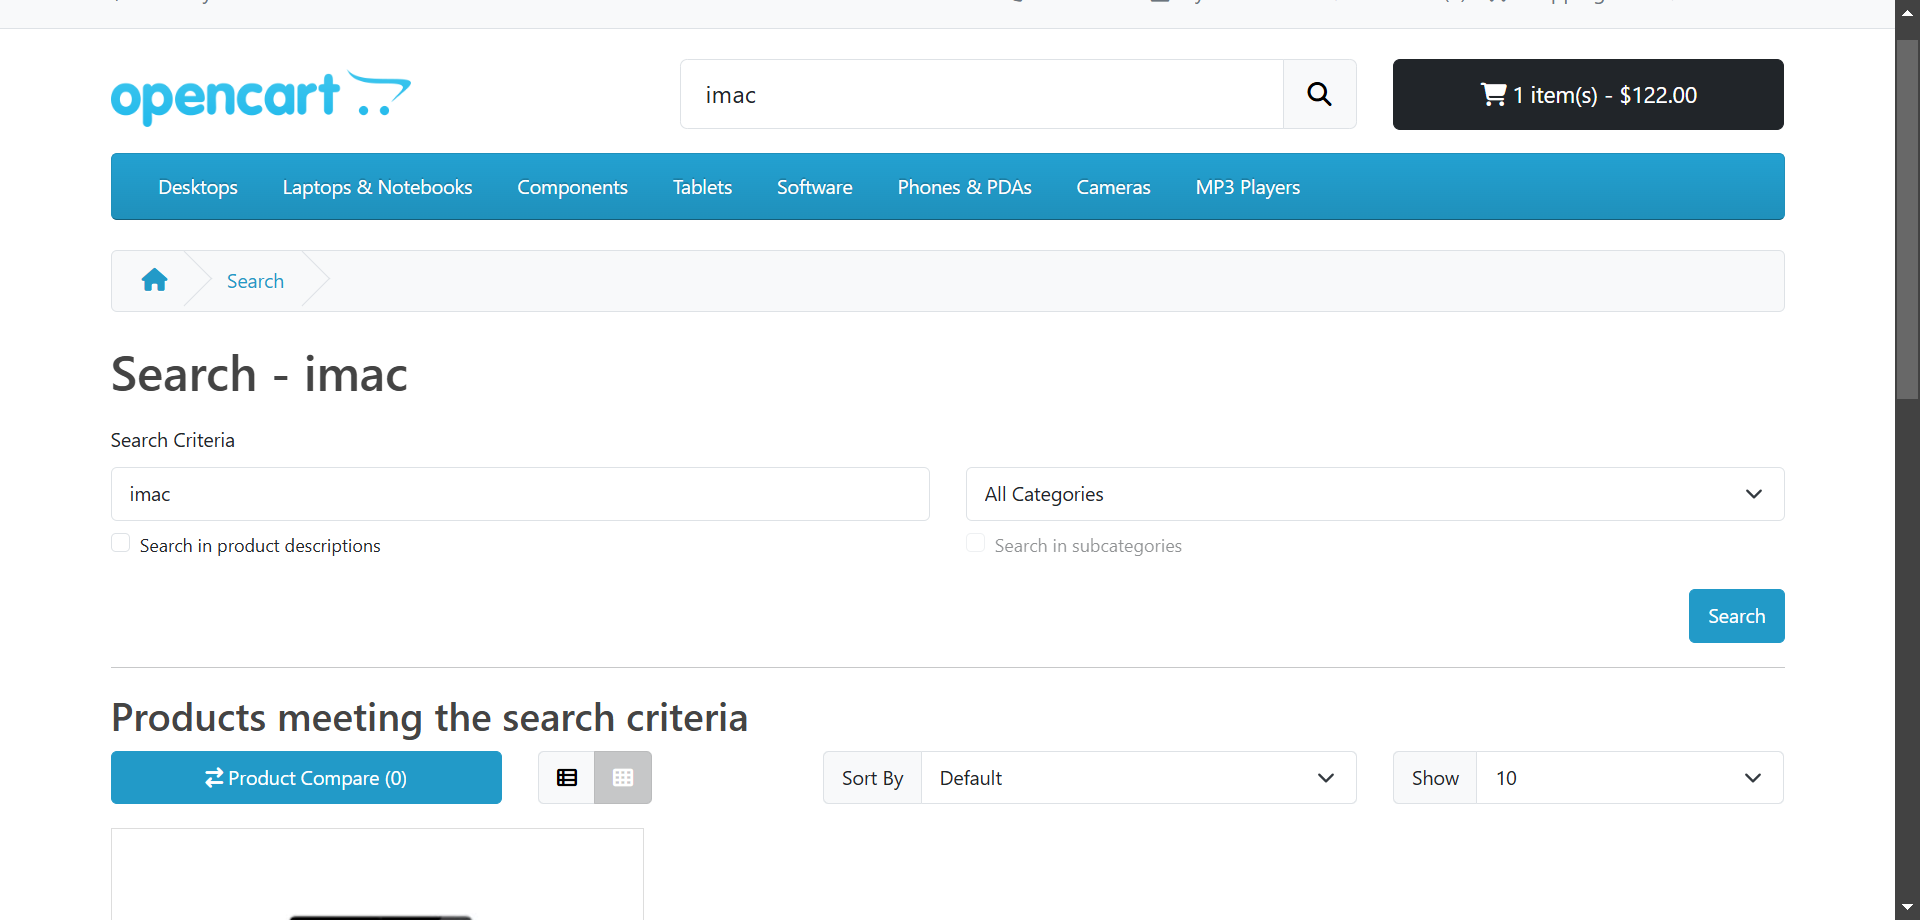 opencart
imac
1 item(s) - $122.00
Desktops
Laptops & Notebooks
Components
Tablets
Software
Phones & PDAs
Cameras
MP3 Players
Search
Search - imac
Search Criteria
imac
All Categories
Search in product descriptions
Search in subcategories
Search
Products meeting the search criteria
Product Compare (0)
Sort By
Default
Show
10